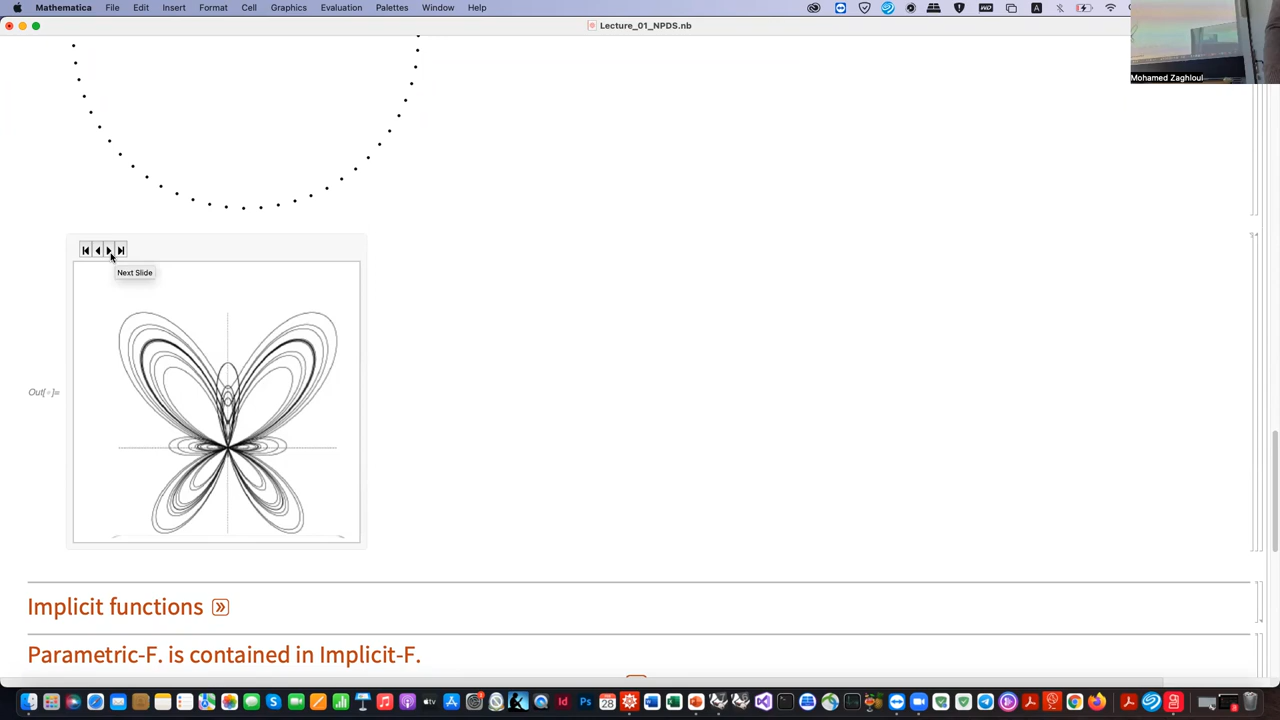 Mathematica File Edit Insert Format Cell Graphics Evaluation Palettes Window Help
Lecture_01_NPDS.nb
Mohamed Zaghloul
Next Slide
Out[-]=
Implicit functions
Parametric-F. is contained in Implicit-F.